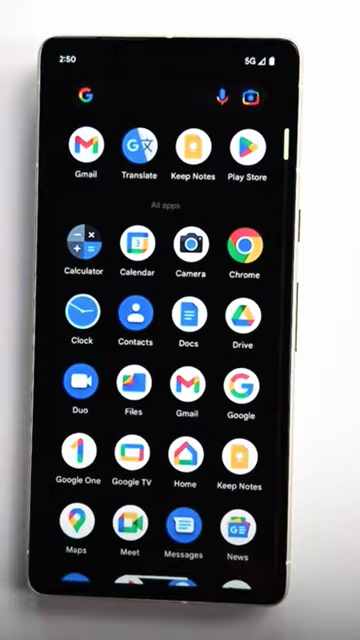 2:50 5G
Gmail Translate Keep Notes Play Store
All apps
Calculator Calendar Camera Chrome
Clock Contacts Docs Drive
Duo Files Gmail Google
Google One Google TV Home Keep Notes
Maps Meet Messages News